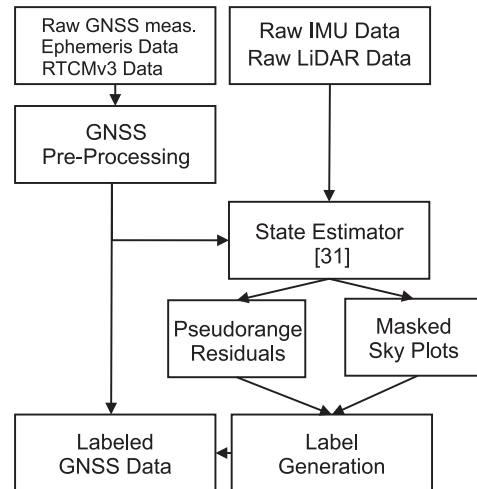 Raw GNSS meas.
Ephemeris Data
RTCMv3 Data
Raw IMU Data
Raw LiDAR Data
GNSS
Pre-Processing
State Estimator
[31]
Pseudorange
Residuals
Masked
Sky Plots
Labeled
GNSS Data
Label
Generation